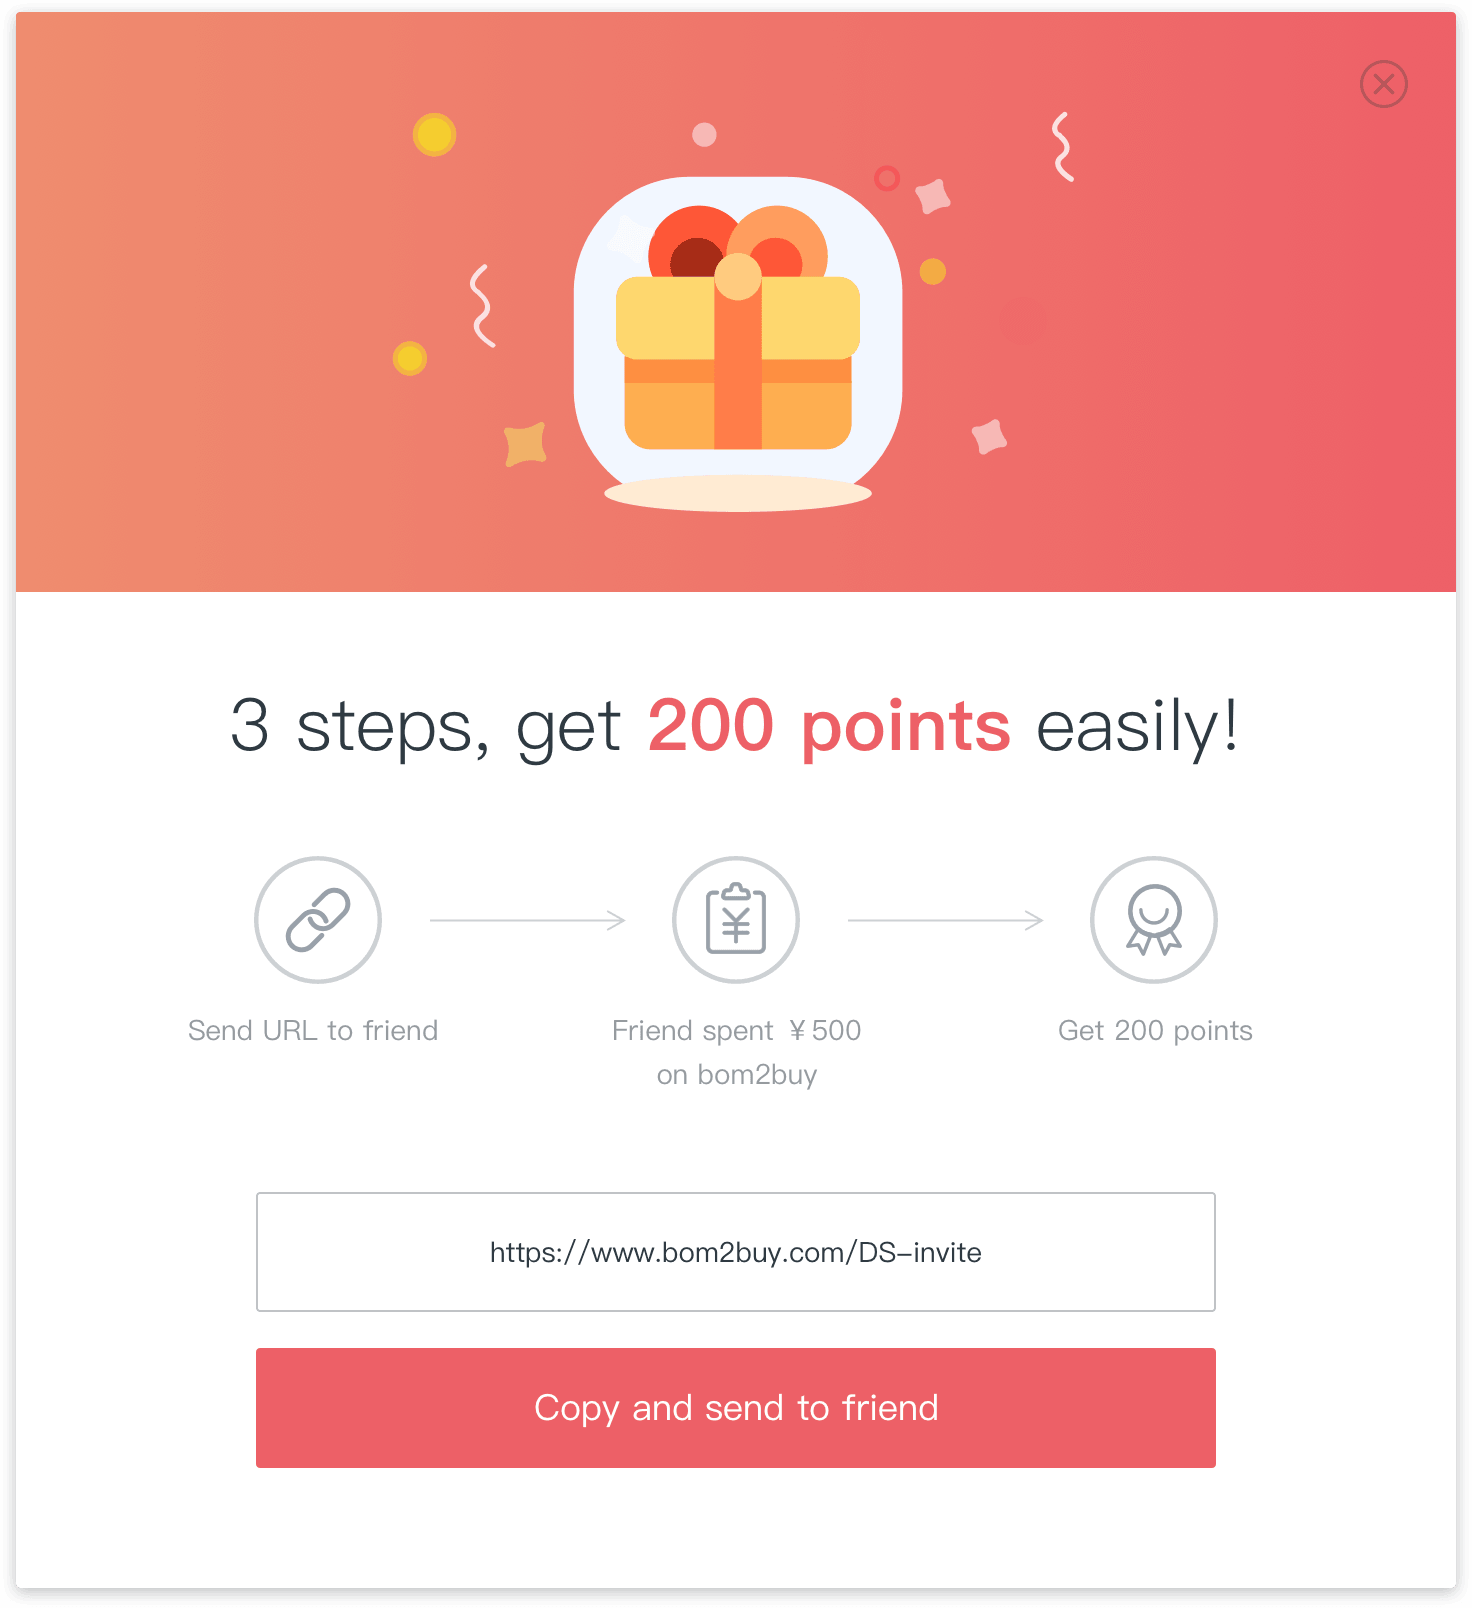 3 steps, get 200 points easily!
Send URL to friend
Friend spent ¥500
on bom2buy
Get 200 points
https://www.bom2buy.com/DS-invite
Copy and send to friend